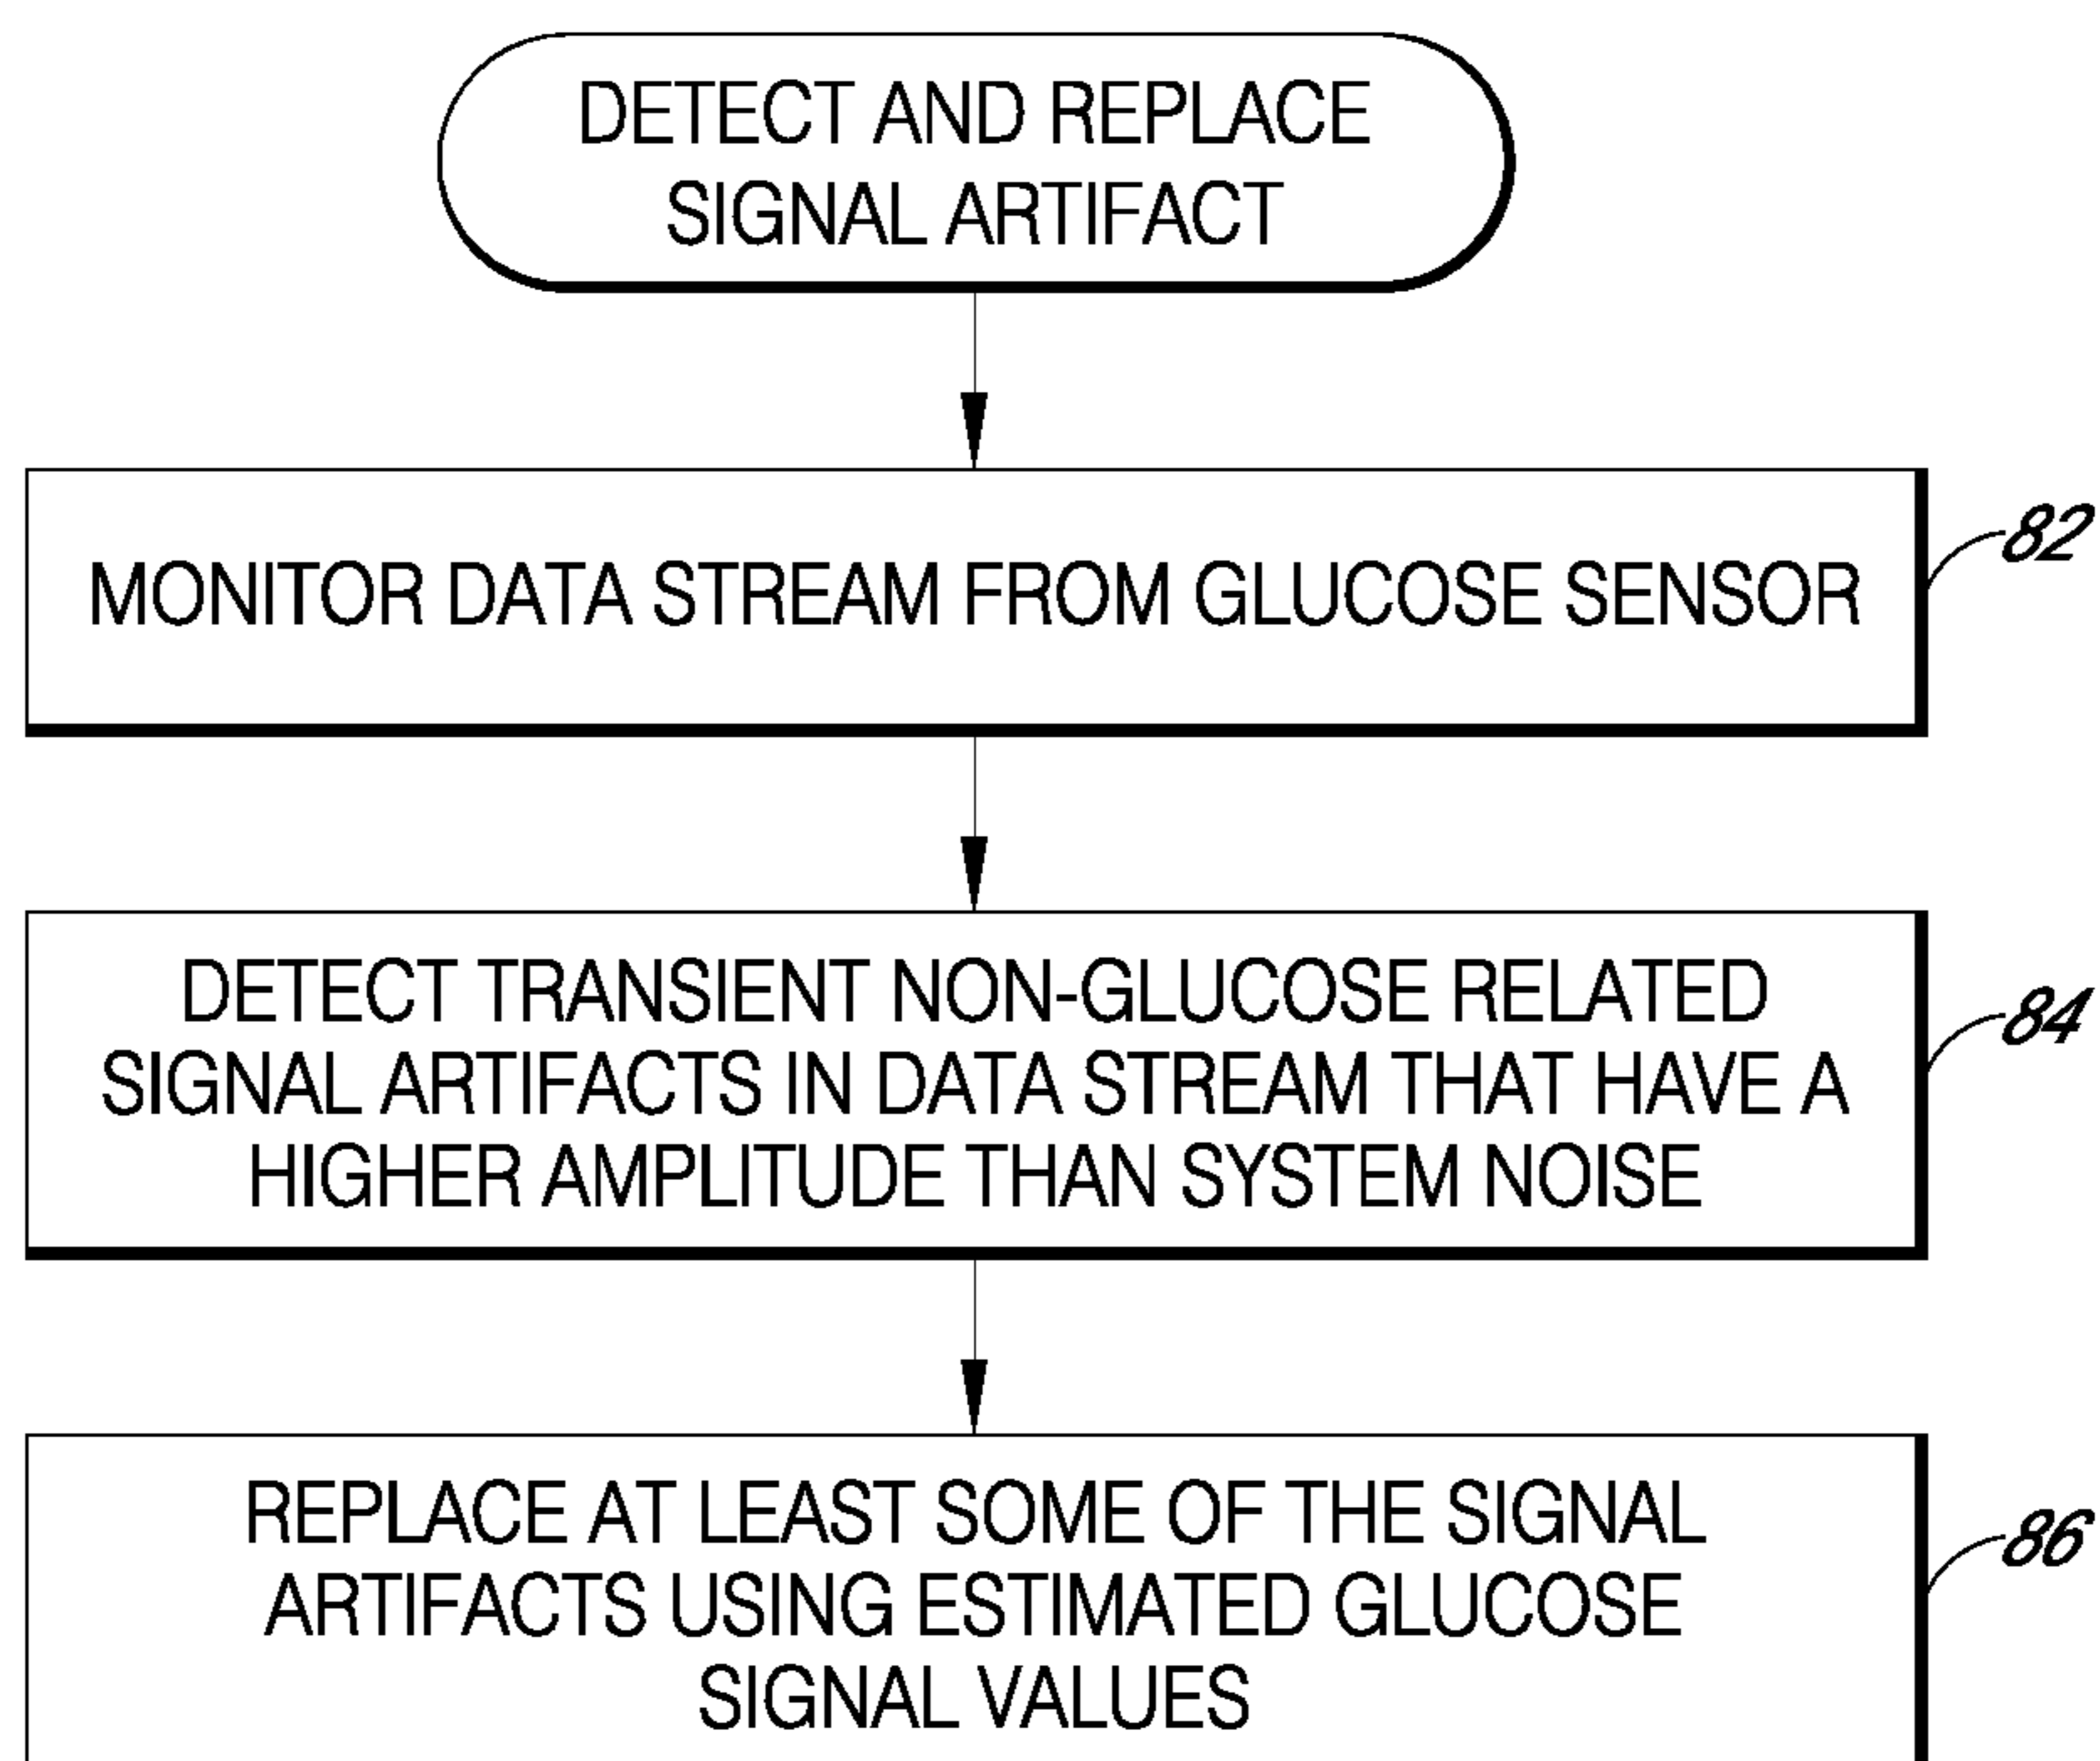 DETECT AND REPLACE
SIGNAL ARTIFACT
MONITOR DATA STREAM FROM GLUCOSE SENSOR
82
DETECT TRANSIENT NON-GLUCOSE RELATED
SIGNAL ARTIFACTS IN DATA STREAM THAT HAVE A
HIGHER AMPLITUDE THAN SYSTEM NOISE
84
REPLACE AT LEAST SOME OF THE SIGNAL
ARTIFACTS USING ESTIMATED GLUCOSE
SIGNAL VALUES
86